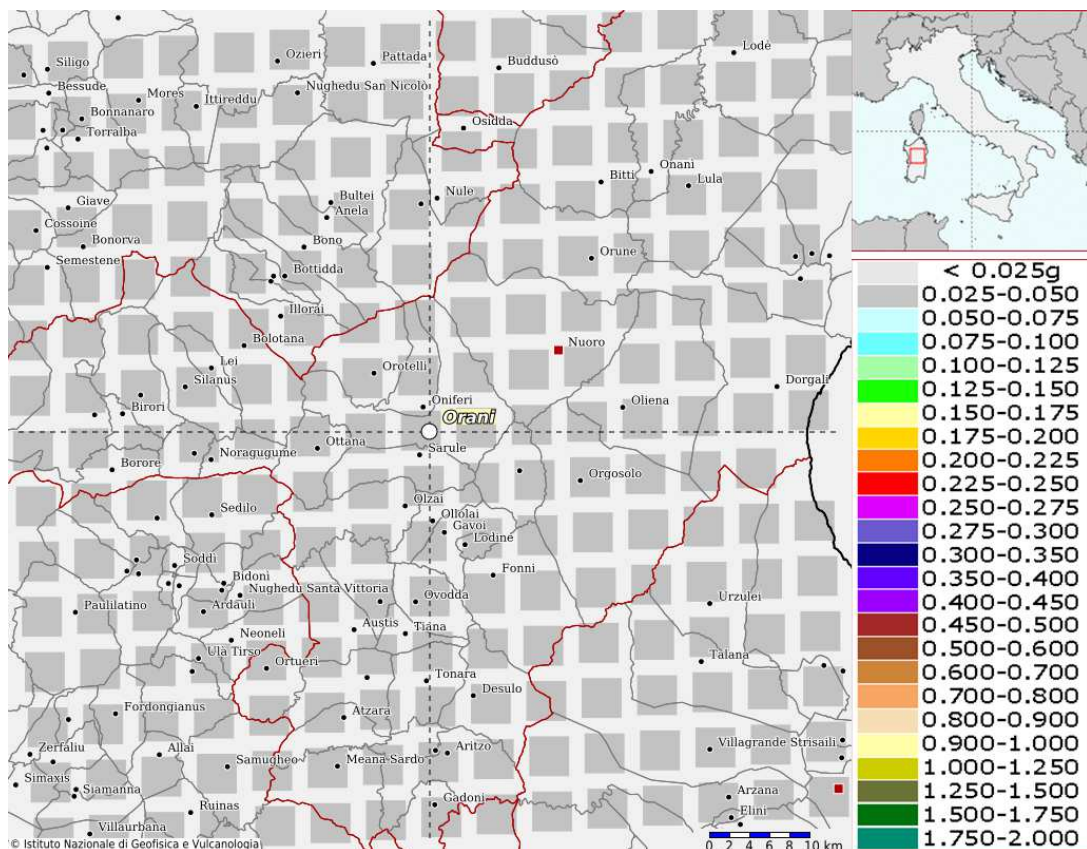 Siligo
Ozieri
Pattada
Buddusò
Lodè
Bessude
Mores
Ittireddu
Nughedu San Nicolo
Bonnanaro
Torralba
Osidda
Bitti
Onanì
Lula
Giave
Bultei
Anela
Nule
Cossoine
Bonorva
Bono
Orune
Semestene
Bottidda
Illorai
Bolotana
Nuoro
Lei
Silanus
Orotelli
Dorgali
Birori
Oniferi
Orani
Oliena
Ottana
Sarule
Borore
Noragugume
Orgosolo
Sedilo
Olzai
Ollolai
Gavoi
Lodine
Soddì
Bidonì
Nughedu Santa Vittoria
Fonni
Paulilatino
Ardauli
Ovodda
Urzulei
Neoneli
Austis
Tiana
Ula Tirso
Ortueri
Talana
Tonara
Desulo
Fordongianus
Atzara
Zerfaliu
Allai
Samugheo
Meana Sardo
Aritzo
Villagrande Strisaili
Simaxis
Siamanna
Ruinas
Gadoni
Arzana
Elini
Villaurbana
© Istituto Nazionale di Geofisica e Vulcanologia
0 2 4 6 8 10 km
< 0.025g
0.025-0.050
0.050-0.075
0.075-0.100
0.100-0.125
0.125-0.150
0.150-0.175
0.175-0.200
0.200-0.225
0.225-0.250
0.250-0.275
0.275-0.300
0.300-0.350
0.350-0.400
0.400-0.450
0.450-0.500
0.500-0.600
0.600-0.700
0.700-0.800
0.800-0.900
0.900-1.000
1.000-1.250
1.250-1.500
1.500-1.750
1.750-2.000